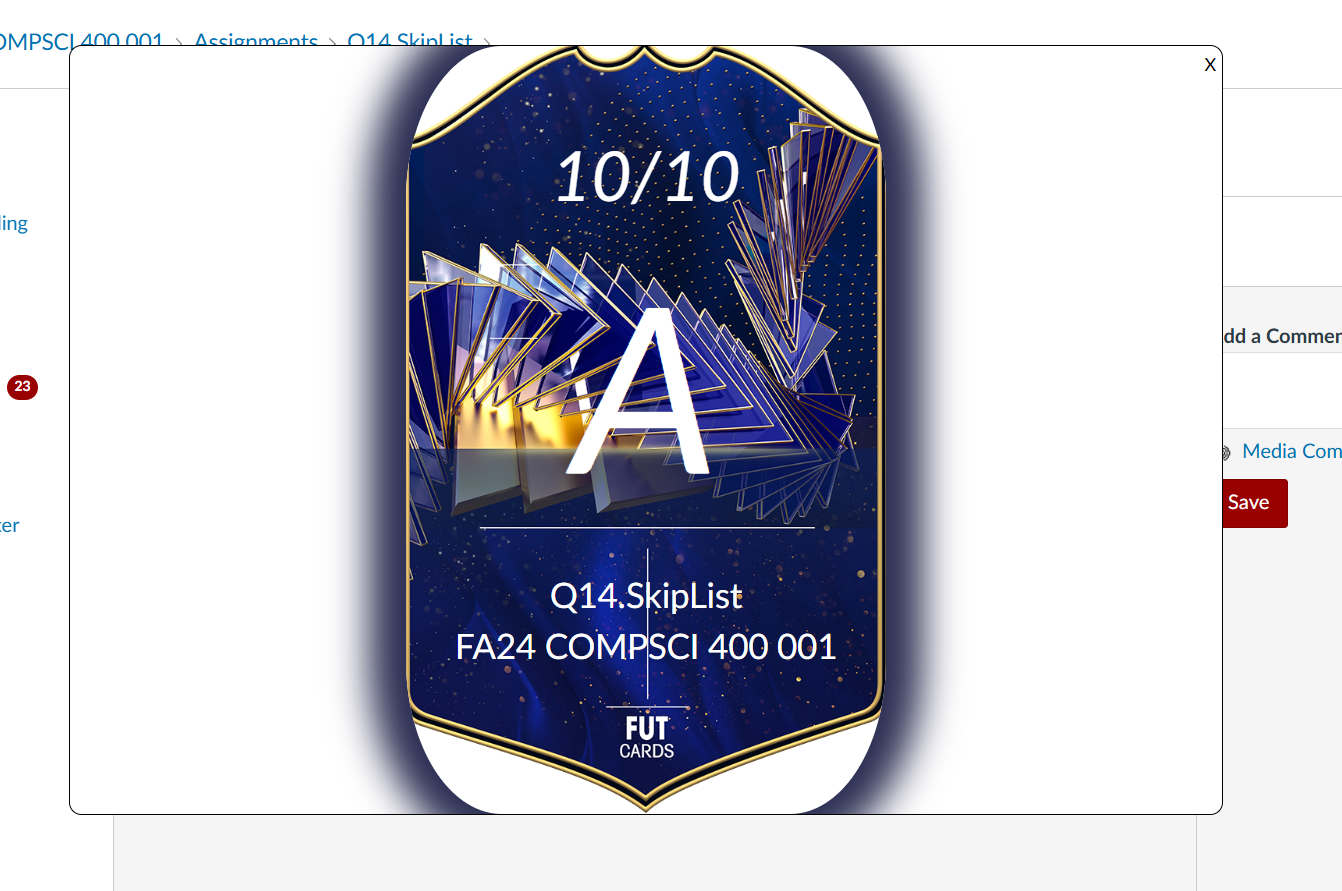 OMPSCI 400 001 > Assignments > Q14.SkipList >
X
10/10
ling
dd a Commen
A
23
Media Com
Save
ter
Q14.SkipList
FA24 COMPSCI 400 001
FUT
CARDS